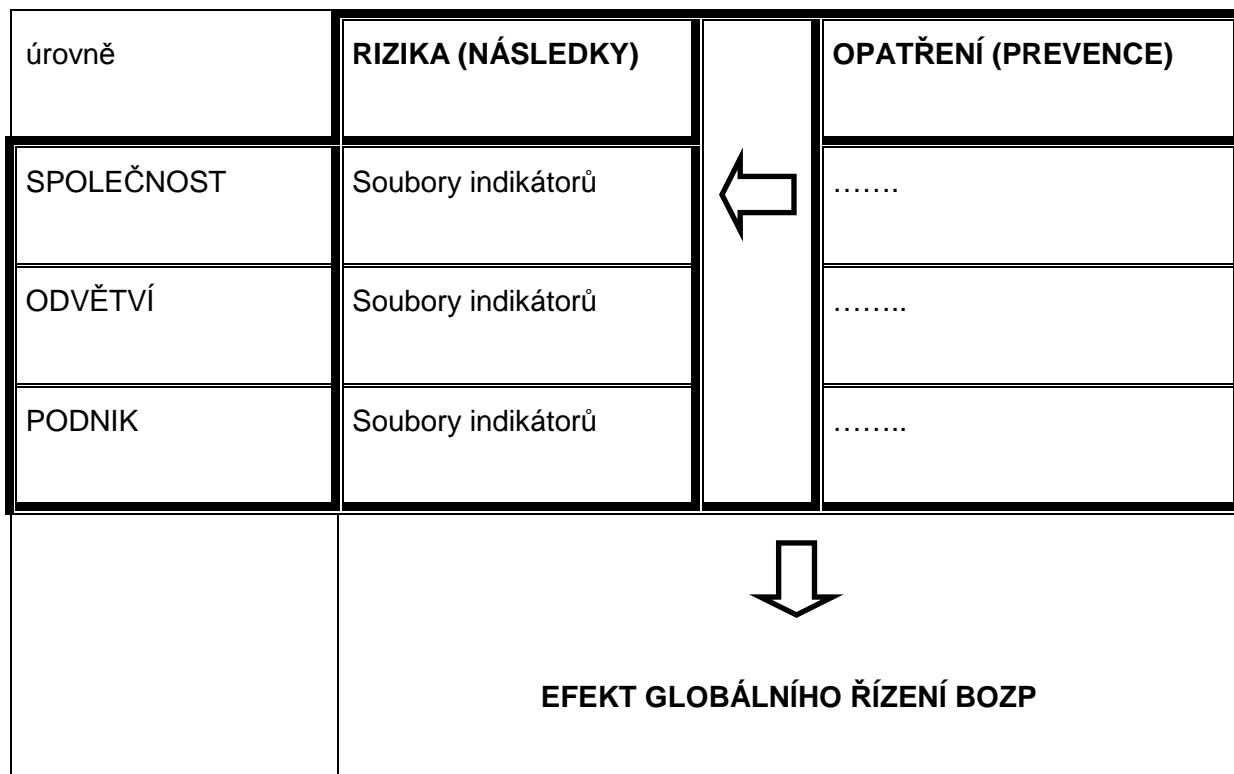 úrovně
RIZIKA (NÁSLEDKY)
OPATŘENÍ (PREVENCE)
SPOLEČNOST
Soubory indikátorů
…….
ODVĚTVÍ
Soubory indikátorů
……..
PODNIK
Soubory indikátorů
……..
EFEKT GLOBÁLNÍHO ŘÍZENÍ BOZP